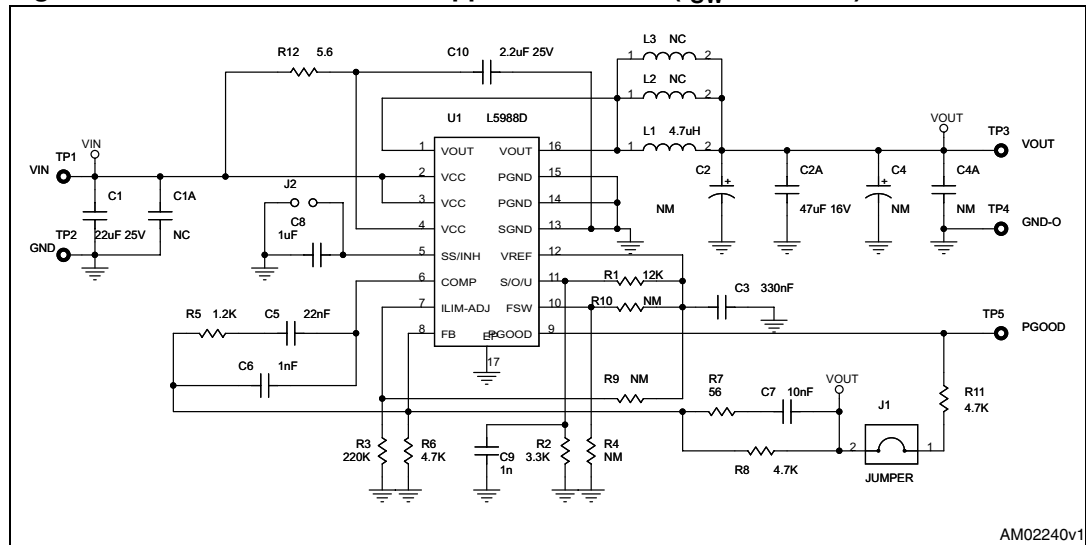 L3 NC
1 2
R12 5.6
C10 2.2uF 25V
L2 NC
1 2
U1 L5988D
VOUT
TP3
VIN
TP1
VIN
1 VOUT VOUT 16
L1 4.7uH
1 2
VOUT
2 VCC PGND 15
C1
C1A
J2
3 VCC PGND 14
C2
C2A
C4
C4A
TP2
GND
22uF 25V
NC
C8
1uF
4 VCC SGND 13
NM
47uF 16V
NM
NM
TP4
GND-O
5 SS/INH VREF 12
6 COMP S/O/U 11
R1 12K
C3 330nF
R5 1.2K
C5 22nF
7 ILIM-ADJ FSW 10
R10 NM
8 FB EP PGOOD 9
TP5
PGOOD
17
C6 1nF
R9 NM
R7
56
C7 10nF
VOUT
J1
R11
4.7K
R3
220K
R6
4.7K
C9
1n
R2
3.3K
R4
NM
R8 4.7K
2 1
JUMPER
AM02240v1